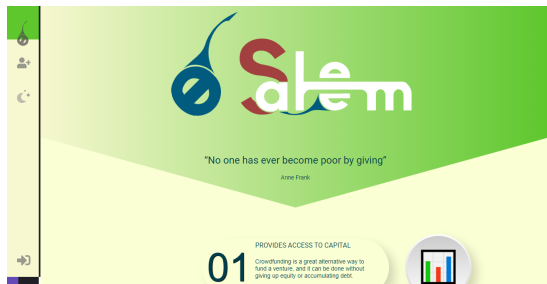 Salem
"No one has ever become poor by giving"
Anne Frank
PROVIDES ACCESS TO CAPITAL
01
Crowdfunding is a great alternative way to
fund a venture, and it can be done without
giving up equity or accumulating debt.